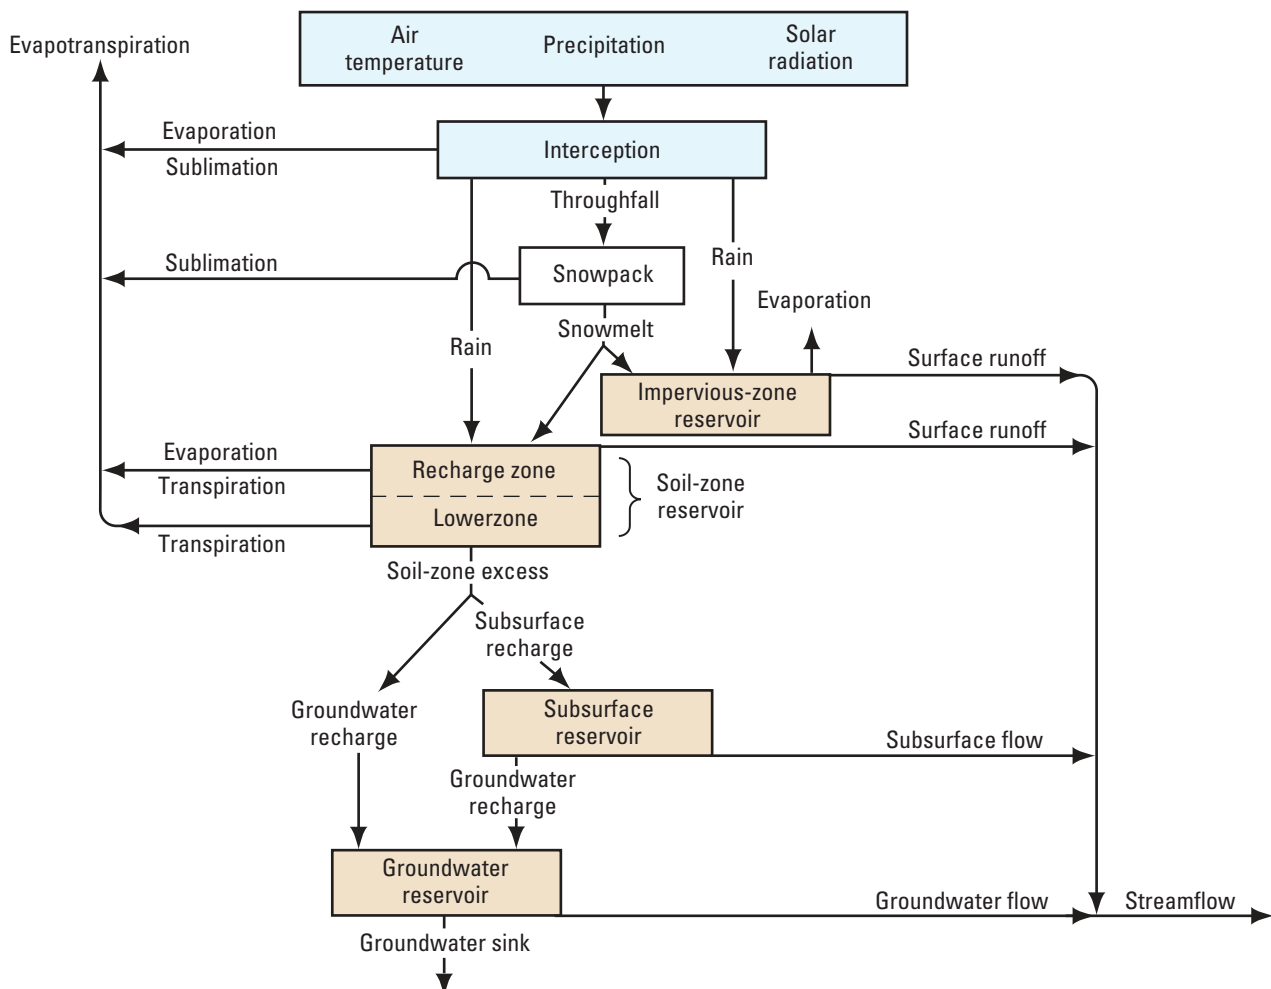 Air
temperature
Precipitation
Solar
radiation
Evapotranspiration
Evaporation
Sublimation
Interception
Throughfall
Rain
Sublimation
Snowpack
Evaporation
Snowmelt
Rain
Surface runoff
Impervious-zone
reservoir
Surface runoff
Evaporation
Transpiration
Recharge zone
Soil-zone
reservoir
Lowerzone
Transpiration
Soil-zone excess
Subsurface
recharge
Groundwater
recharge
Subsurface
reservoir
Subsurface flow
Groundwater
recharge
Groundwater
reservoir
Groundwater flow
Streamflow
Groundwater sink